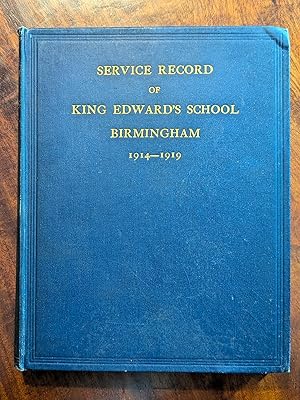 SERVICE RECORD
OF
KING EDWARD'S SCHOOL
BIRMINGHAM
1914—1919